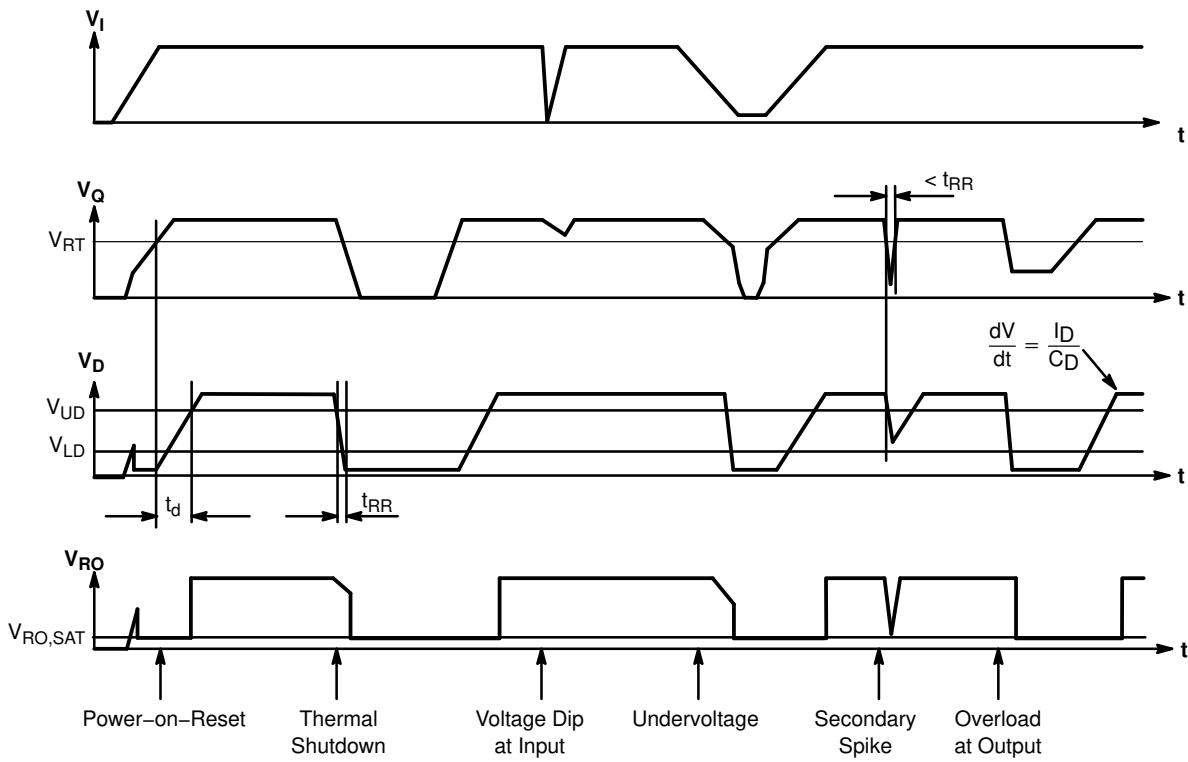 V_I
t
V_Q
< t_RR
V_RT
t
dV/dt = I_D/C_D
V_D
V_UD
V_LD
t
t_d
t_RR
V_RO
V_RO,SAT
t
Power−on−Reset
Thermal
Shutdown
Voltage Dip
at Input
Undervoltage
Secondary
Spike
Overload
at Output